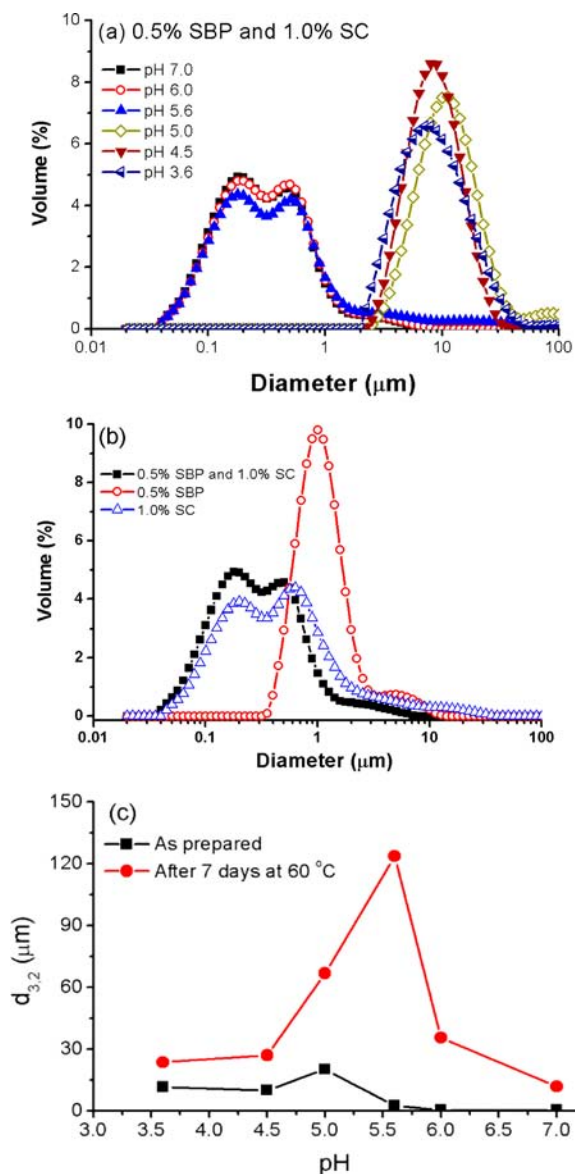 (a) 0.5% SBP and 1.0% SC
10
8
6
4
2
0
Volume (%)
pH 7.0
pH 6.0
pH 5.6
pH 5.0
pH 4.5
pH 3.6
0.01 0.1 1 10 100
Diameter (μm)
(b)
10
8
6
4
2
0
Volume (%)
0.5% SBP and 1.0% SC
0.5% SBP
1.0% SC
0.01 0.1 1 10 100
Diameter (μm)
(c)
150
120
90
60
30
0
d3,2 (μm)
As prepared
After 7 days at 60 °C
3.0 3.5 4.0 4.5 5.0 5.5 6.0 6.5 7.0
pH